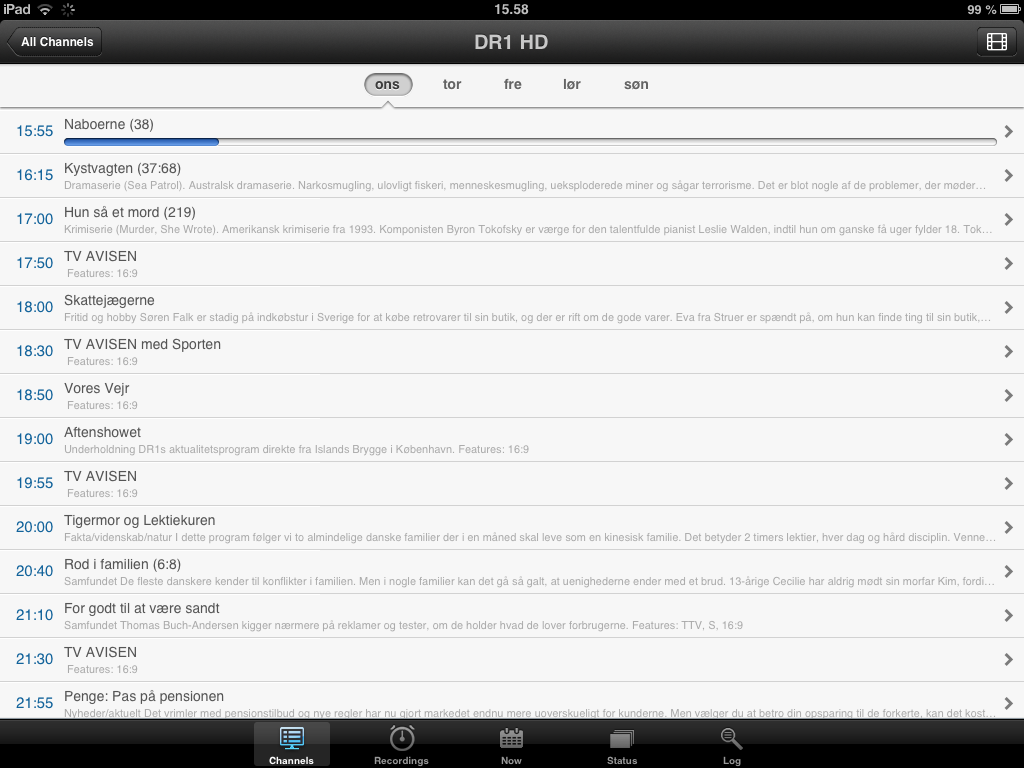 iPad 15.58 99 %
All Channels DR1 HD
ons tor fre lør søn
15:55 Naboerne (38)
16:15 Kystvagten (37:68)
Dramaserie (Sea Patrol). Australsk dramaserie. Narkosmugling, ulovligt fiskeri, menneskesmugling, ueksploderede miner og sågar terrorisme. Det er blot nogle af de problemer, der møder…
17:00 Hun så et mord (219)
Krimiserie (Murder, She Wrote). Amerikansk krimiserie fra 1993. Komponisten Byron Tokofsky er værge for den talentfulde pianist Leslie Walden, indtil hun om ganske få uger fylder 18. Tok…
17:50 TV AVISEN
Features: 16:9
18:00 Skattejægerne
Fritid og hobby Søren Falk er stadig på indkøbstur i Sverige for at købe retrovarer til sin butik, og der er rift om de gode varer. Eva fra Struer er spændt på, om hun kan finde ting til sin butik,…
18:30 TV AVISEN med Sporten
Features: 16:9
18:50 Vores Vejr
Features: 16:9
19:00 Aftenshowet
Underholdning DR1s aktualitetsprogram direkte fra Islands Brygge i København. Features: 16:9
19:55 TV AVISEN
Features: 16:9
20:00 Tigermor og Lektiekuren
Fakta/videnskab/natur I dette program følger vi to almindelige danske familier der i en måned skal leve som en kinesisk familie. Det betyder 2 timers lektier, hver dag og hård disciplin. Venne…
20:40 Rod i familien (6:8)
Samfundet De fleste danskere kender til konflikter i familien. Men i nogle familier kan det gå så galt, at uenighederne ender med et brud. 13-årige Cecilie har aldrig mødt sin morfar Kim, fordi…
21:10 For godt til at være sandt
Samfundet Thomas Buch-Andersen kigger nærmere på reklamer og tester, om de holder hvad de lover forbrugerne. Features: TTV, S, 16:9
21:30 TV AVISEN
Features: 16:9
21:55 Penge: Pas på pensionen
Nyheder/aktuelt Det vrimler med pensionstilbud og nye regler har nu gjort markedet endnu mere uoverskueligt for kunderne. Men vælger du at betro din opsparing til de forkerte, kan det kost…
Channels Recordings Now Status Log